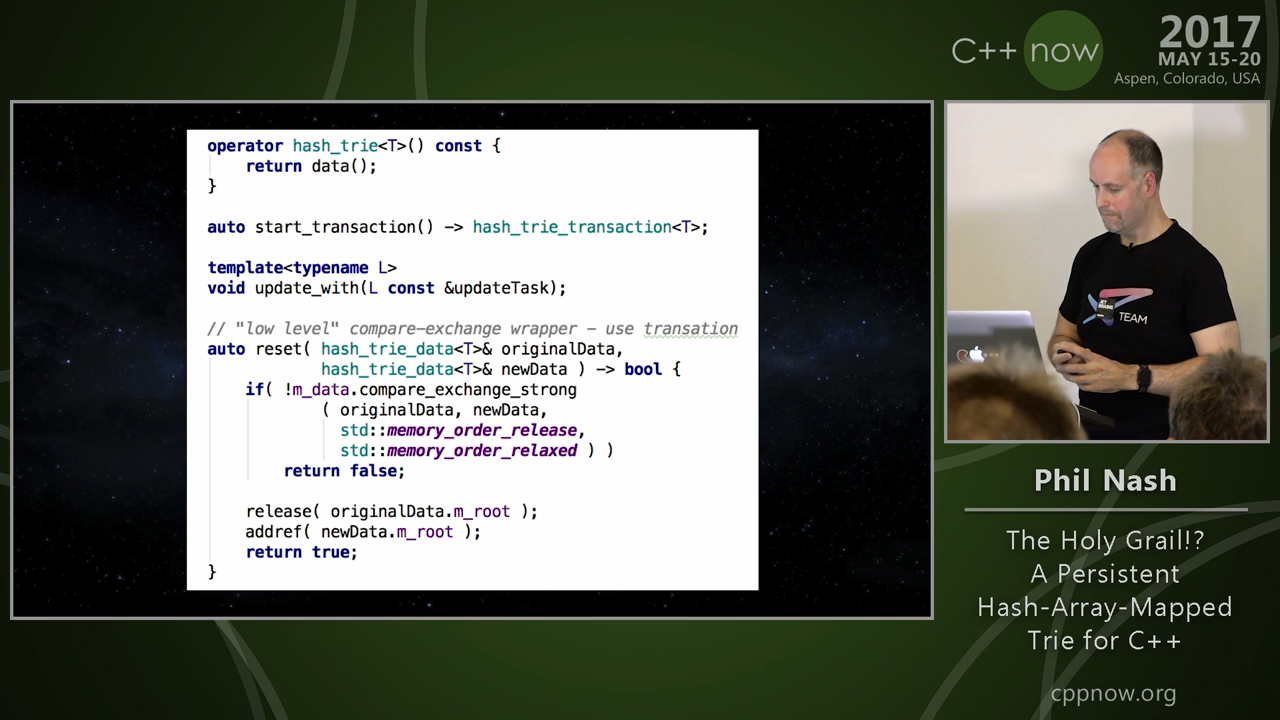 C++ now
2017
MAY 15-20
Aspen, Colorado, USA
operator hash_trie<T>() const {
return data();
}
auto start_transaction() -> hash_trie_transaction<T>;
template<typename L>
void update_with(L const &updateTask);
// "low level" compare-exchange wrapper – use transation
auto reset( hash_trie_data<T>& originalData,
hash_trie_data<T>& newData ) -> bool {
if( !m_data.compare_exchange_strong
( originalData, newData,
std::memory_order_release,
std::memory_order_relaxed ) )
return false;
release( originalData.m_root );
addref( newData.m_root );
return true;
}
TEAM
Phil Nash
The Holy Grail!?
A Persistent
Hash-Array-Mapped
Trie for C++
cppnow.org